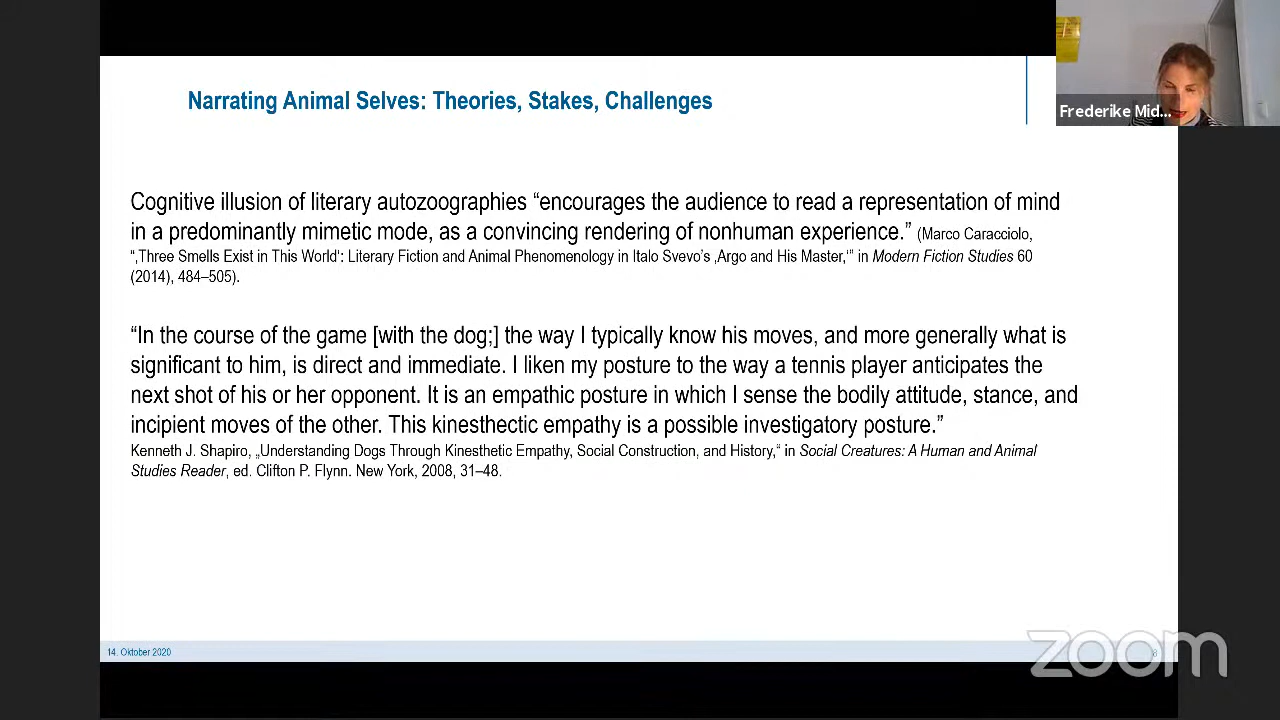 Narrating Animal Selves: Theories, Stakes, Challenges
Frederike Mid...
Cognitive illusion of literary autozoographies “encourages the audience to read a representation of mind
in a predominantly mimetic mode, as a convincing rendering of nonhuman experience.” (Marco Caracciolo,
“‚Three Smells Exist in This World‘: Literary Fiction and Animal Phenomenology in Italo Svevo’s ‚Argo and His Master,‘” in Modern Fiction Studies 60
(2014), 484–505).
“In the course of the game [with the dog;] the way I typically know his moves, and more generally what is
significant to him, is direct and immediate. I liken my posture to the way a tennis player anticipates the
next shot of his or her opponent. It is an empathic posture in which I sense the bodily attitude, stance, and
incipient moves of the other. This kinesthectic empathy is a possible investigatory posture.”
Kenneth J. Shapiro, „Understanding Dogs Through Kinesthetic Empathy, Social Construction, and History,“ in Social Creatures: A Human and Animal
Studies Reader, ed. Clifton P. Flynn. New York, 2008, 31–48.
14. Oktober 2020
8
zoom